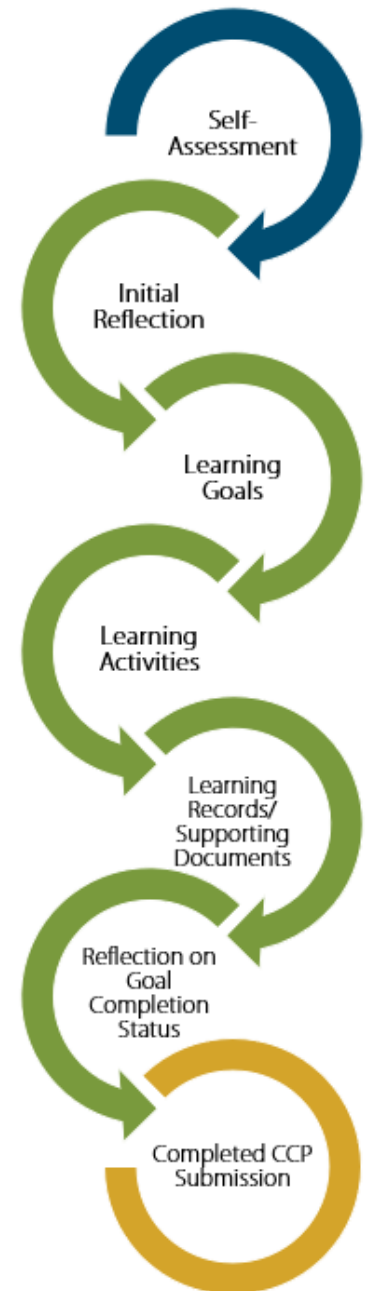 Self-
Assessment
Initial
Reflection
Learning
Goals
Learning
Activities
Learning
Records/
Supporting
Documents
Reflection on
Goal
Completion
Status
Completed CCP
Submission